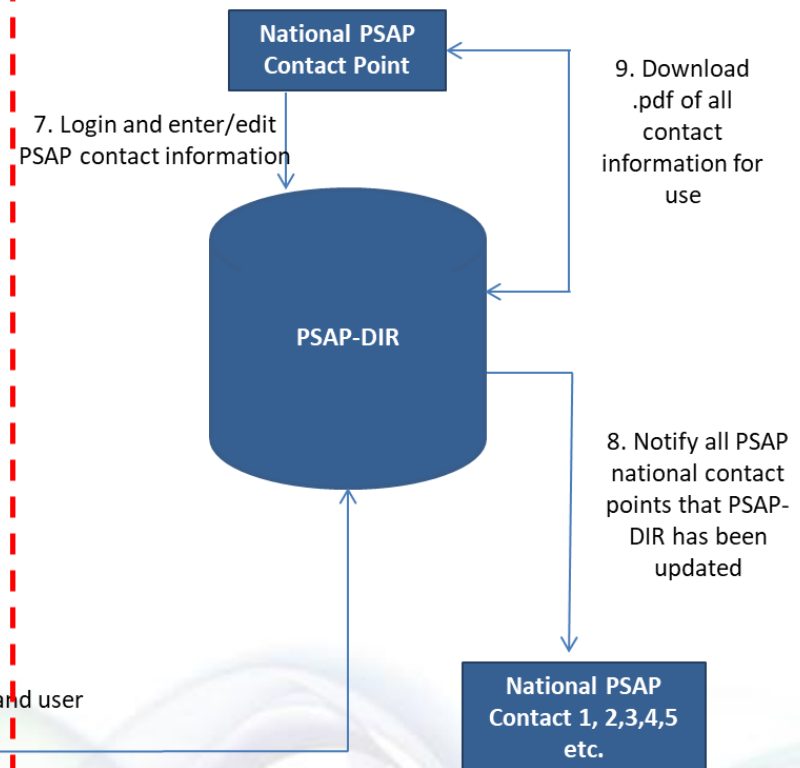 National PSAP
Contact Point
7. Login and enter/edit
PSAP contact information
9. Download
.pdf of all
contact
information for
use
PSAP-DIR
8. Notify all PSAP
national contact
points that PSAP-
DIR has been
updated
and user
National PSAP
Contact 1, 2,3,4,5
etc.